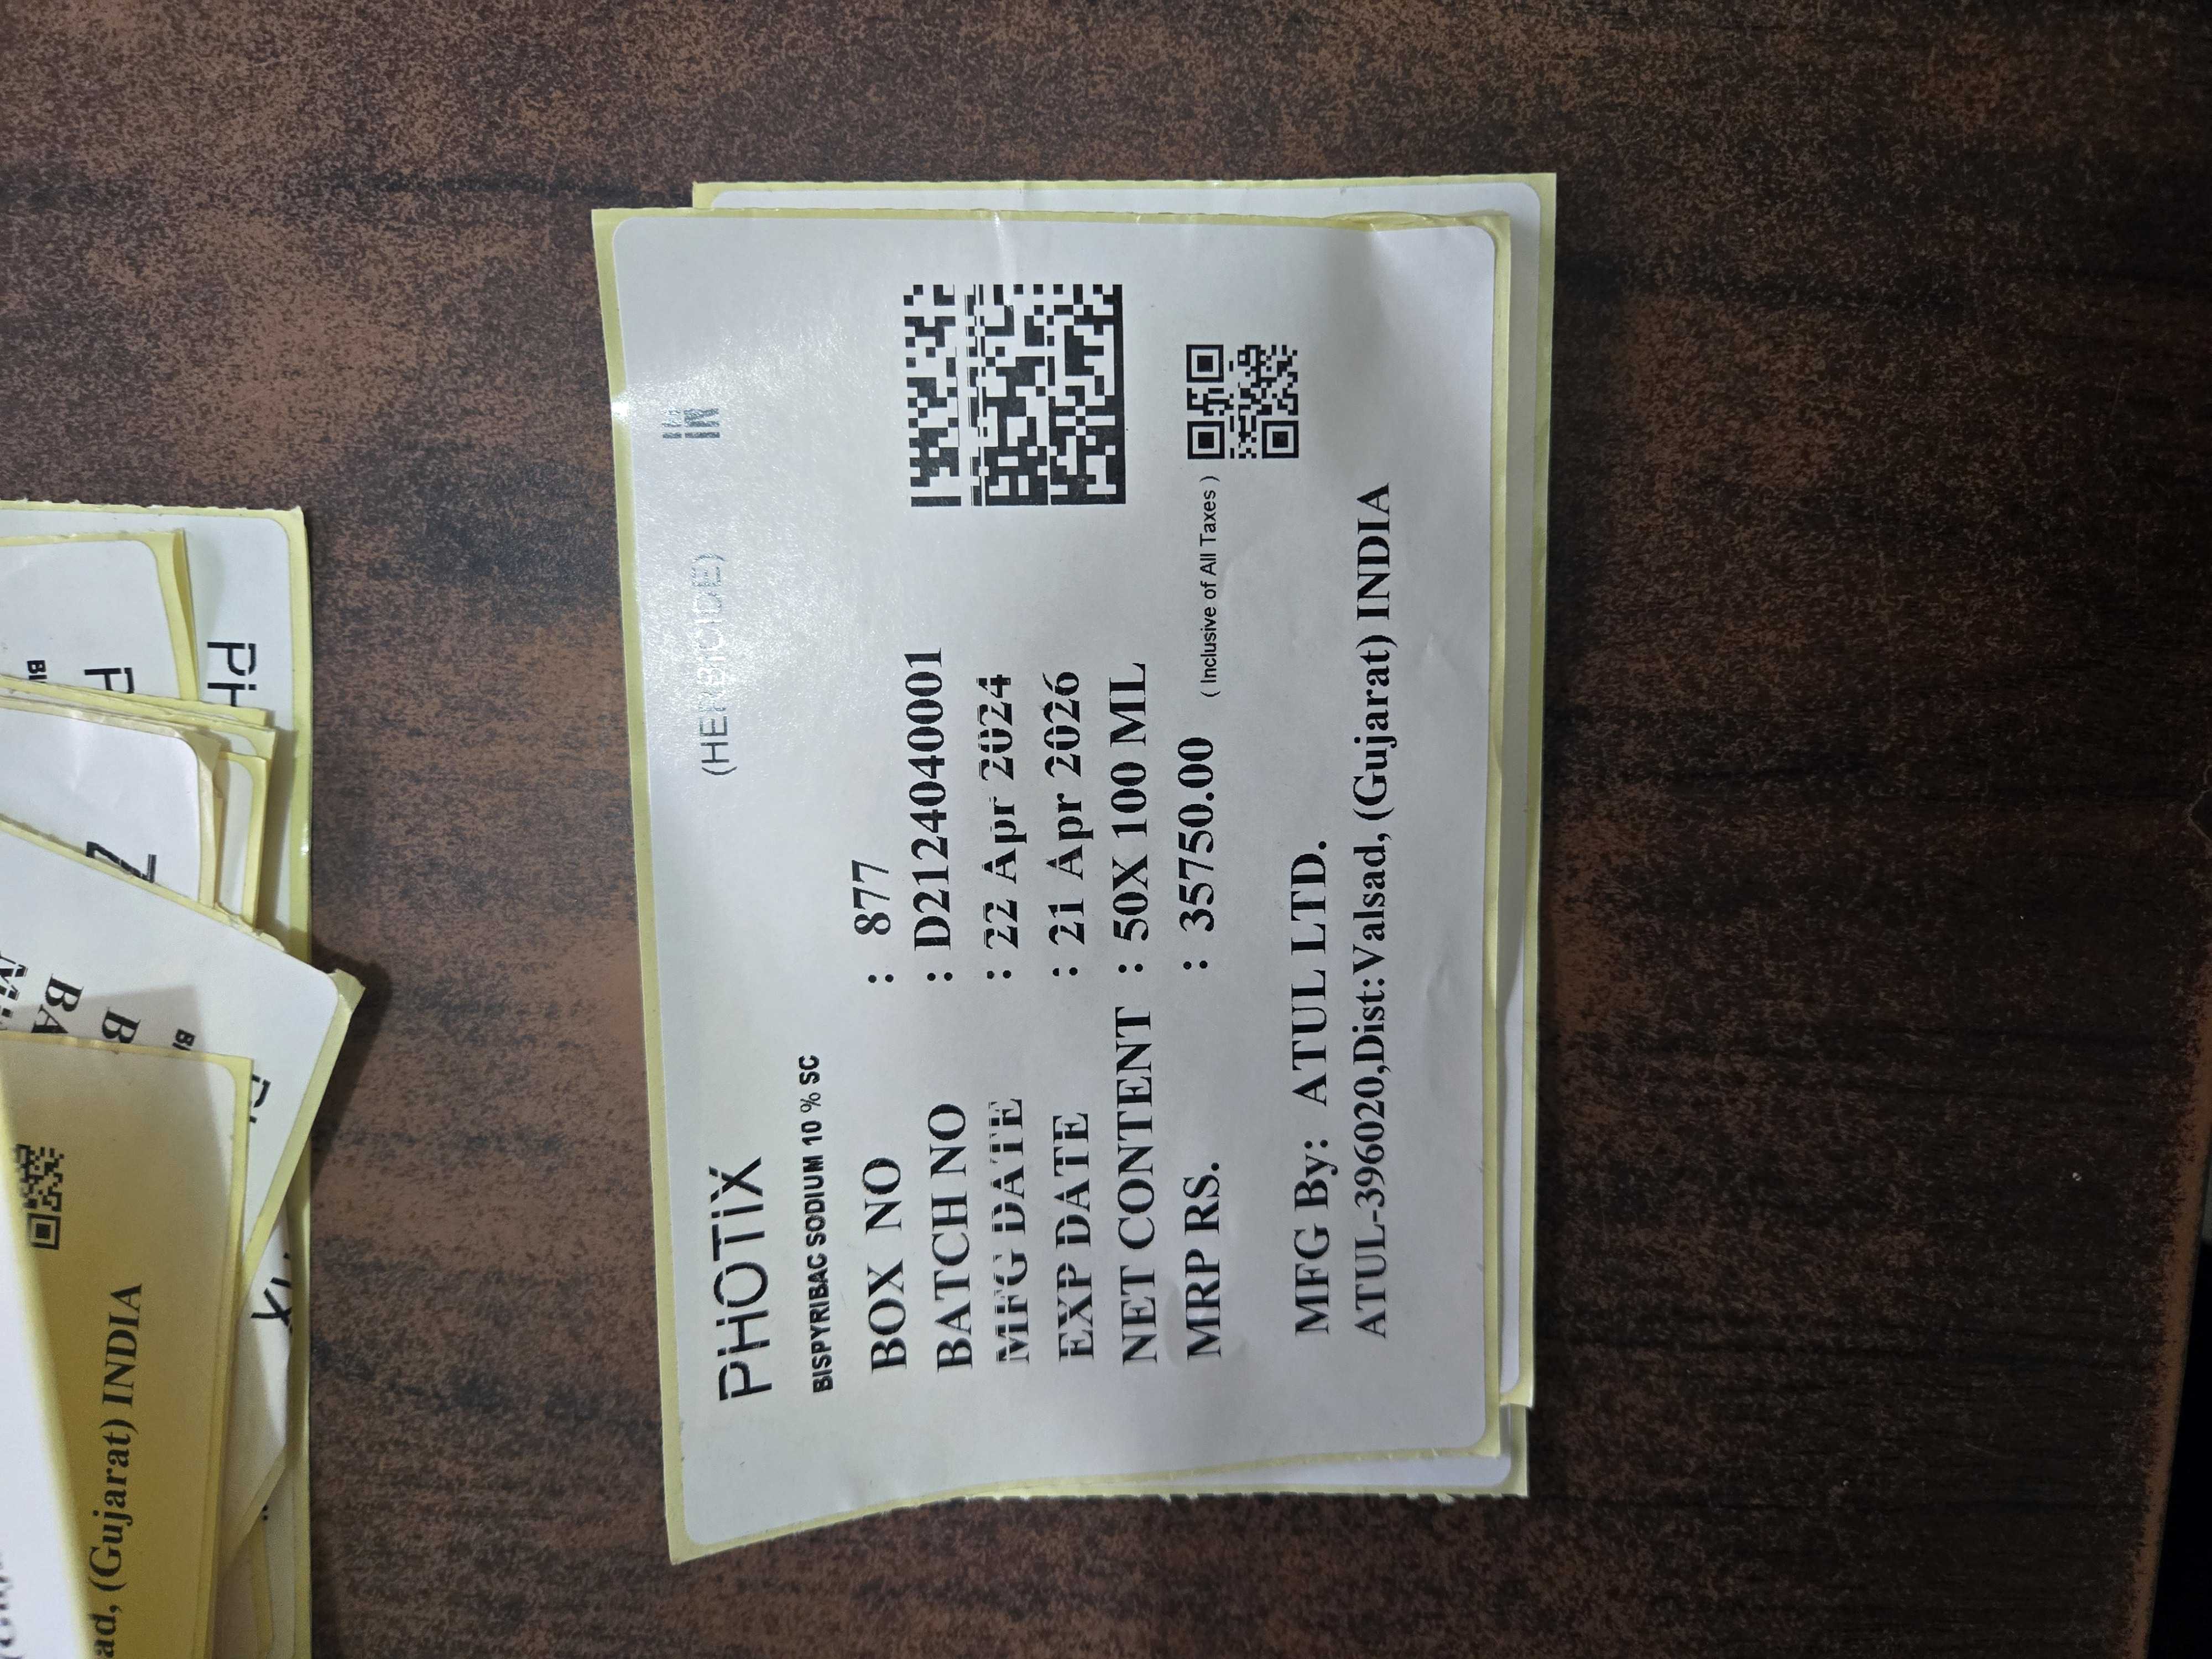 PHOTIX (HERBICIDE)
BISPYRIBAC SODIUM 10 % SC
BOX NO : 877
BATCH NO : D2124040001
MFG DATE : 22 Apr 2024
EXP DATE : 21 Apr 2026
NET CONTENT : 50X 100 ML
MRP RS. : 35750.00 ( Inclusive of All Taxes )
MFG By: ATUL LTD.
ATUL-396020,Dist:Valsad, (Gujarat) INDIA
(Gujarat) INDIA